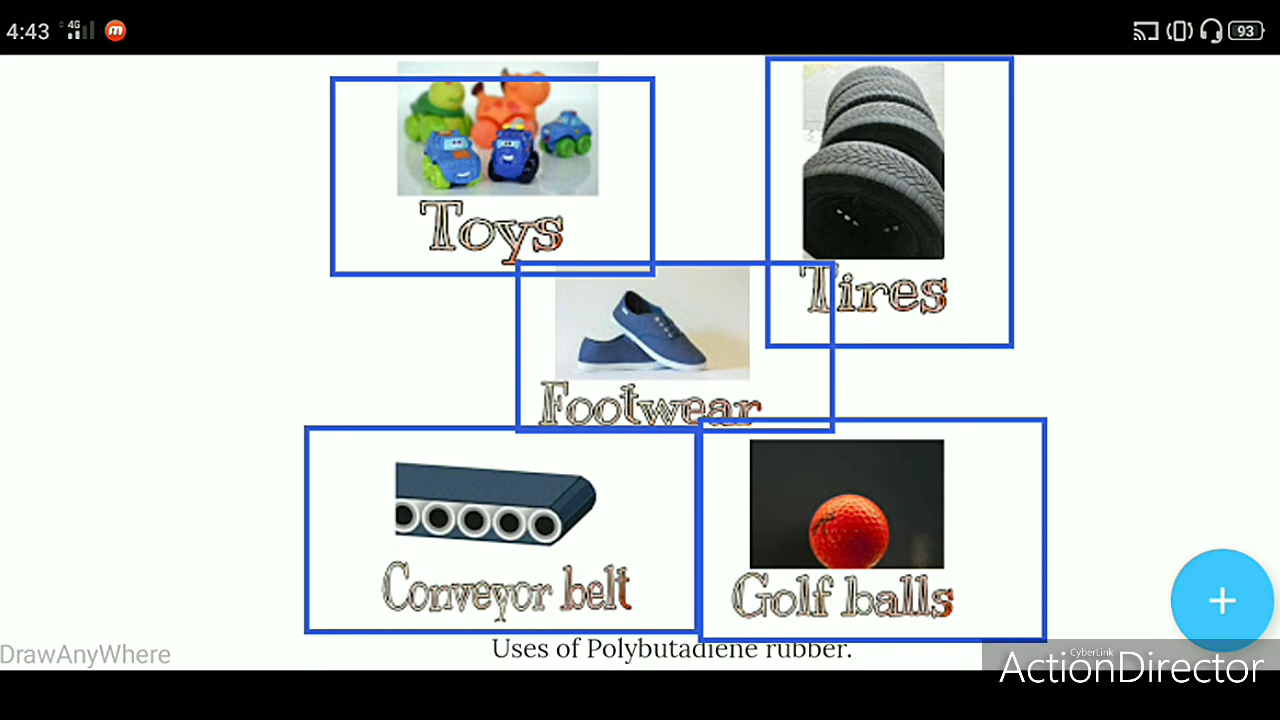 4:43 4G m 93
Toys
Tires
Footwear
Conveyor belt
Golf balls
Uses of Polybutadiene rubber.
DrawAnyWhere
CyberLink
ActionDirector